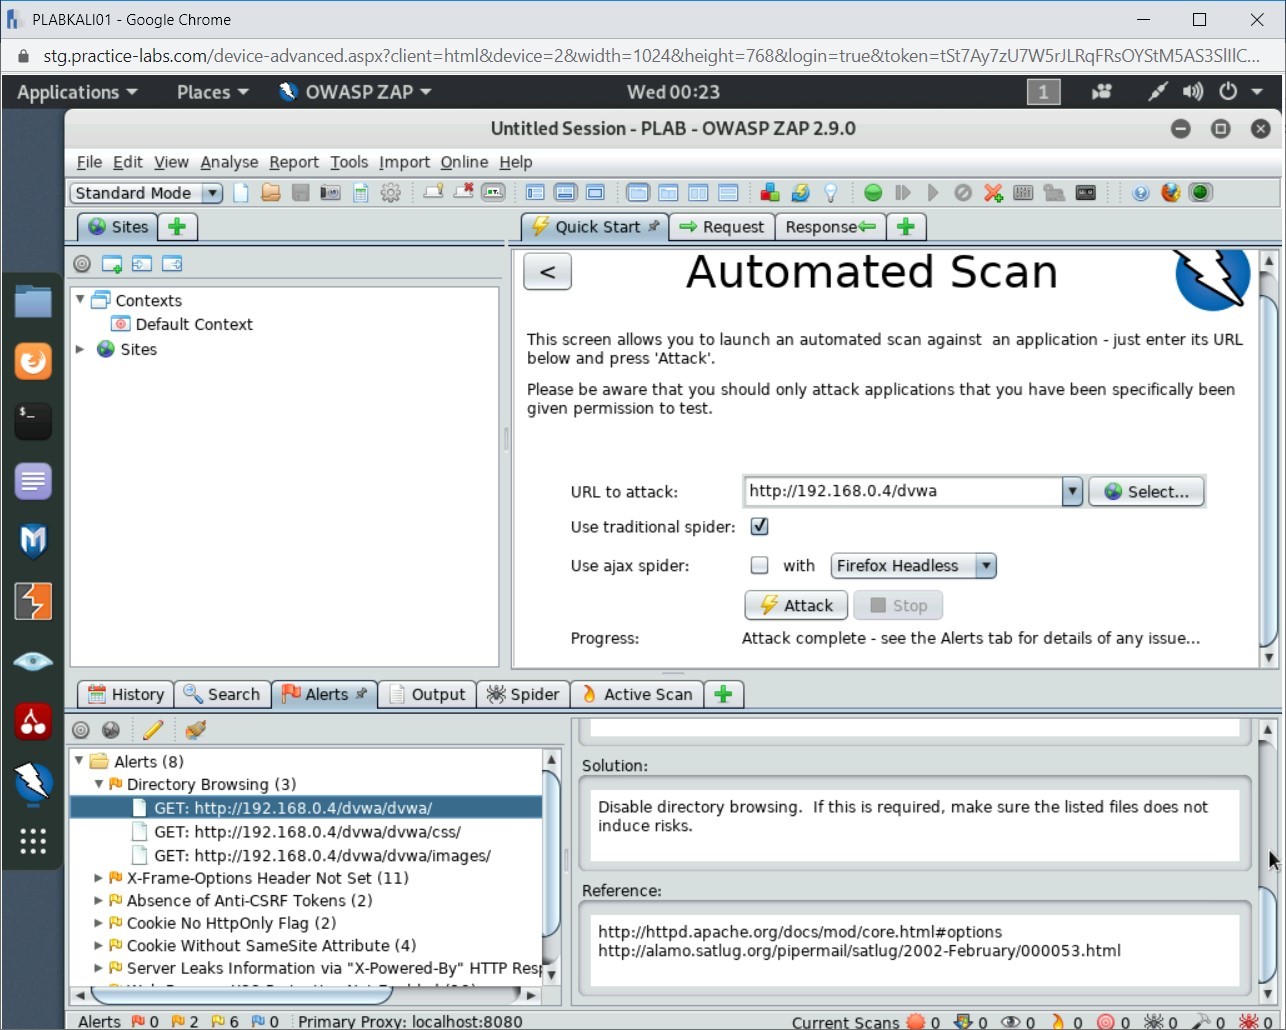 PLABKALI01 - Google Chrome
stg.practice-labs.com/device-advanced.aspx?client=html&device=2&width=1024&height=768&login=true&token=tSt7Ay7zU7W5rJLRqFRsOYStM5AS3SlIlC...
Applications Places OWASP ZAP Wed 00:23 1
Untitled Session - PLAB - OWASP ZAP 2.9.0
File Edit View Analyse Report Tools Import Online Help
Standard Mode
Sites
Quick Start Request Response
<
Automated Scan
Contexts
Default Context
Sites
This screen allows you to launch an automated scan against an application - just enter its URL
below and press 'Attack'.
Please be aware that you should only attack applications that you have been specifically been
given permission to test.
URL to attack: http://192.168.0.4/dvwa Select...
Use traditional spider:
Use ajax spider: with Firefox Headless
Attack Stop
Progress: Attack complete - see the Alerts tab for details of any issue...
History Search Alerts Output Spider Active Scan
Alerts (8)
Directory Browsing (3)
GET: http://192.168.0.4/dvwa/dvwa/
GET: http://192.168.0.4/dvwa/dvwa/css/
GET: http://192.168.0.4/dvwa/dvwa/images/
X-Frame-Options Header Not Set (11)
Absence of Anti-CSRF Tokens (2)
Cookie No HttpOnly Flag (2)
Cookie Without SameSite Attribute (4)
Server Leaks Information via "X-Powered-By" HTTP Resp
Solution:
Disable directory browsing. If this is required, make sure the listed files does not
induce risks.
Reference:
http://httpd.apache.org/docs/mod/core.html#options
http://alamo.satlug.org/pipermail/satlug/2002-February/000053.html
Alerts 0 2 6 0 Primary Proxy: localhost:8080 Current Scans 0 0 0 0 0 0 0 0